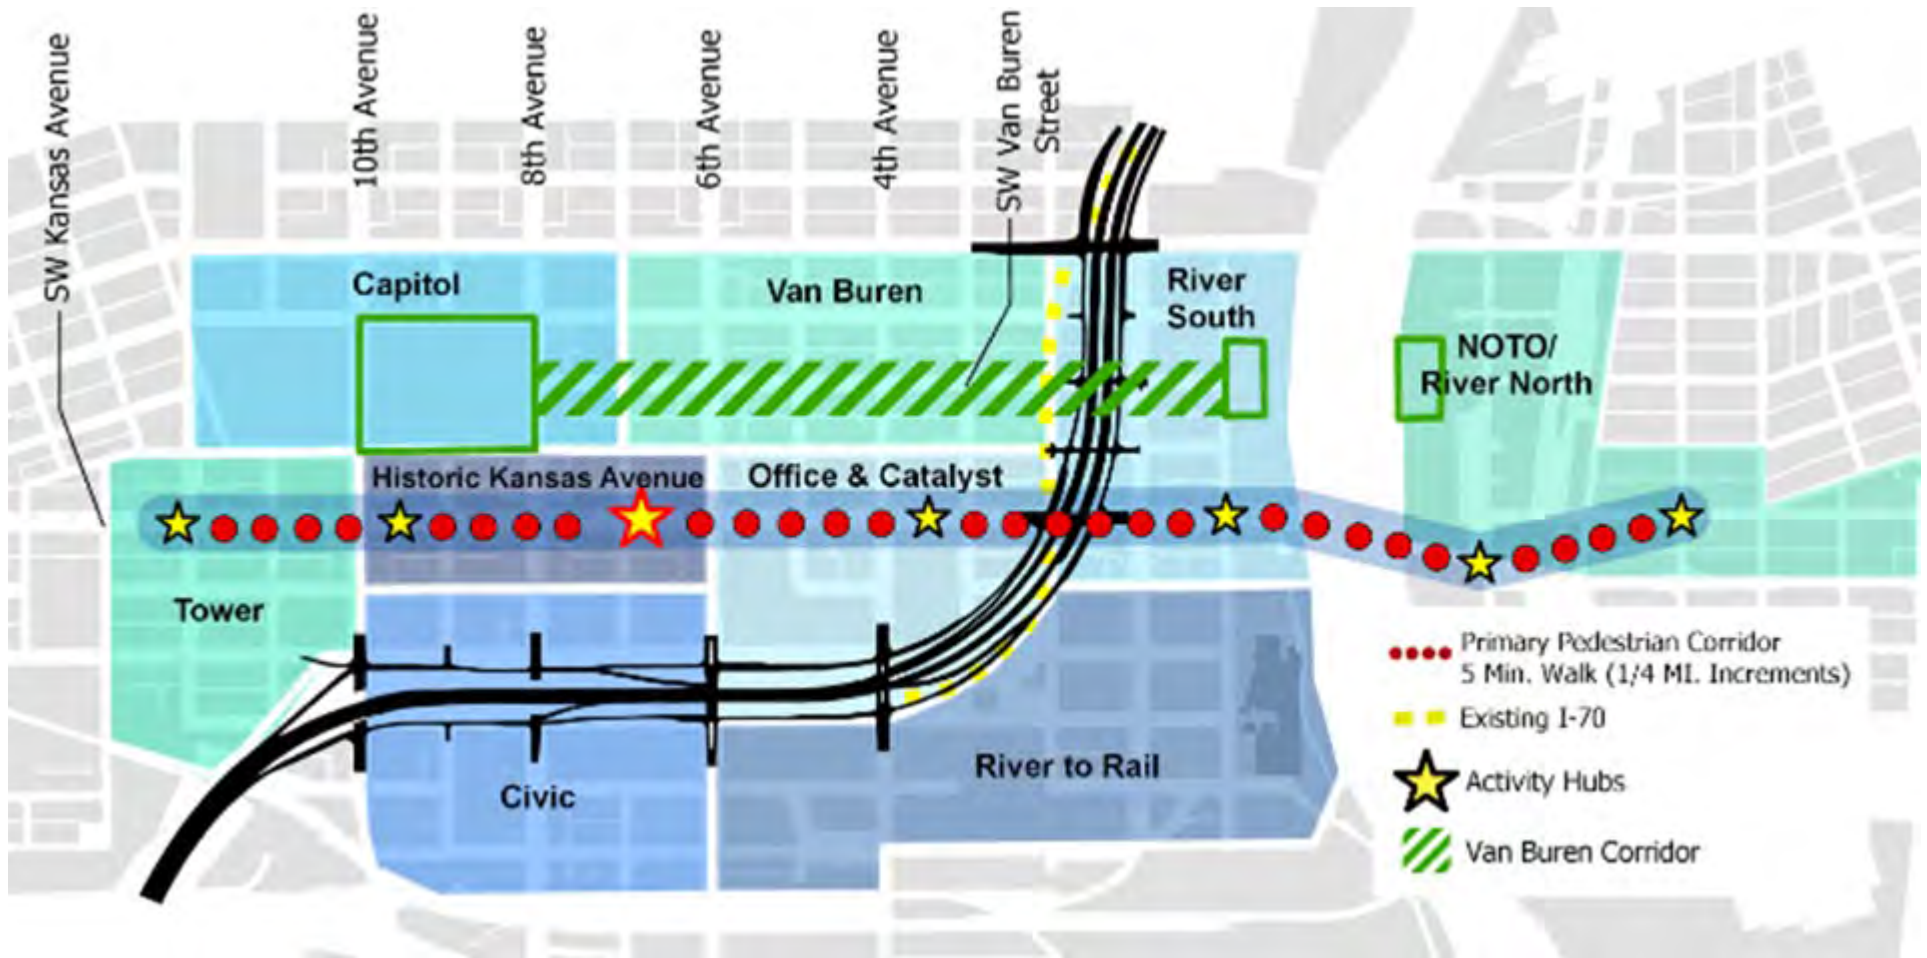 SW Kansas Avenue
10th Avenue
8th Avenue
6th Avenue
4th Avenue
SW Van Buren
Street
Capitol
Van Buren
River
South
NOTO/
River North
Historic Kansas Avenue
Office & Catalyst
Tower
Civic
River to Rail
Primary Pedestrian Corridor
5 Min. Walk (1/4 MI. Increments)
Existing I-70
Activity Hubs
Van Buren Corridor